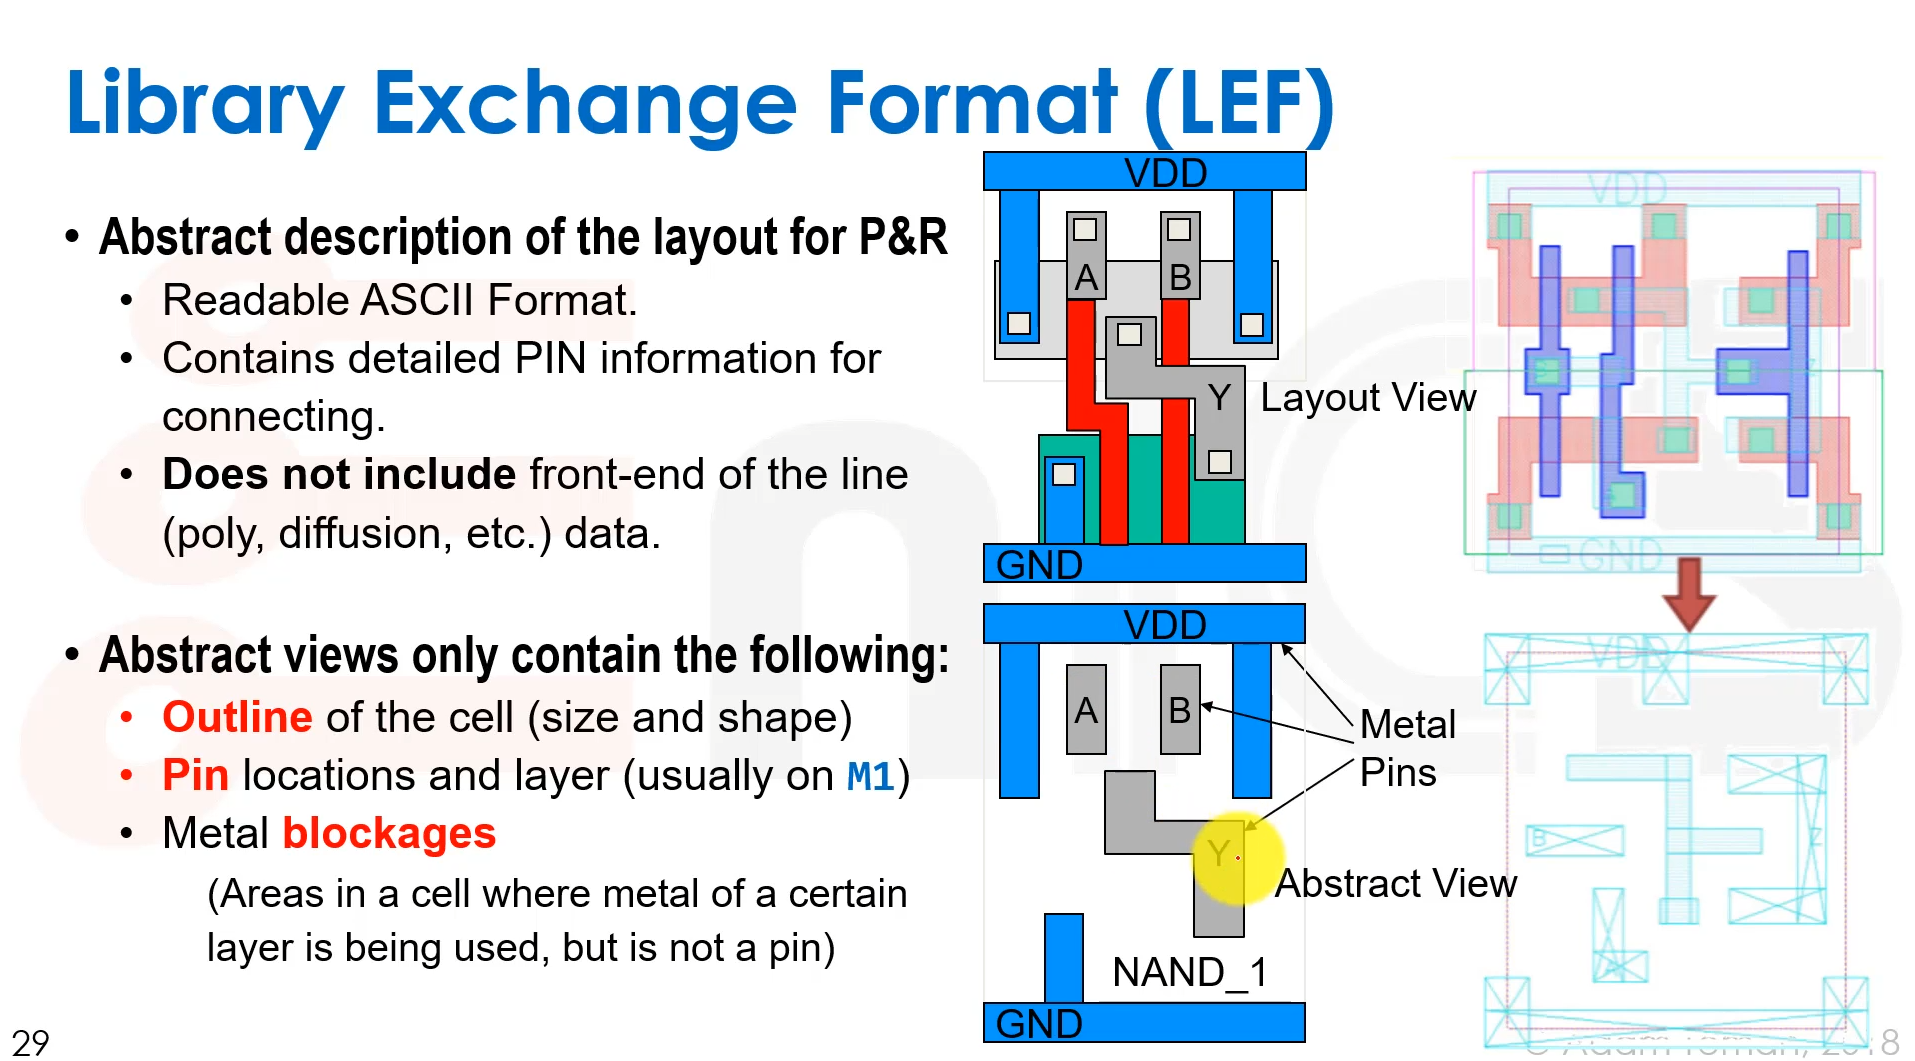 Library Exchange Format (LEF)
• Abstract description of the layout for P&R
• Readable ASCII Format.
• Contains detailed PIN information for
connecting.
• Does not include front-end of the line
(poly, diffusion, etc.) data.
• Abstract views only contain the following:
• Outline of the cell (size and shape)
• Pin locations and layer (usually on M1)
• Metal blockages
(Areas in a cell where metal of a certain
layer is being used, but is not a pin)
VDD
A B
Y
Layout View
GND
VDD
A B
Metal
Pins
Y
Abstract View
NAND_1
GND
VDD
GND
VDD
B
Z
A
29
© Adam Teman, 2018